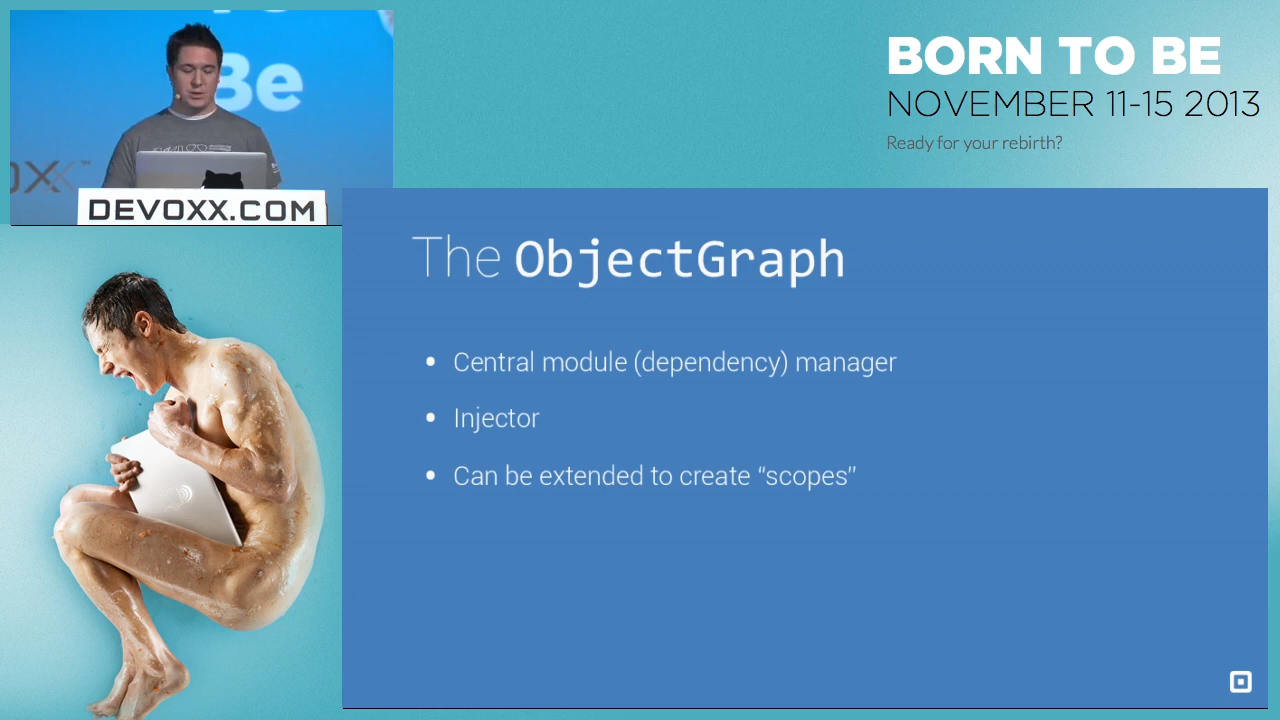 Be
DEVOXX.COM
BORN TO BE
NOVEMBER 11-15 2013
Ready for your rebirth?
The ObjectGraph
• Central module (dependency) manager
• Injector
• Can be extended to create “scopes”